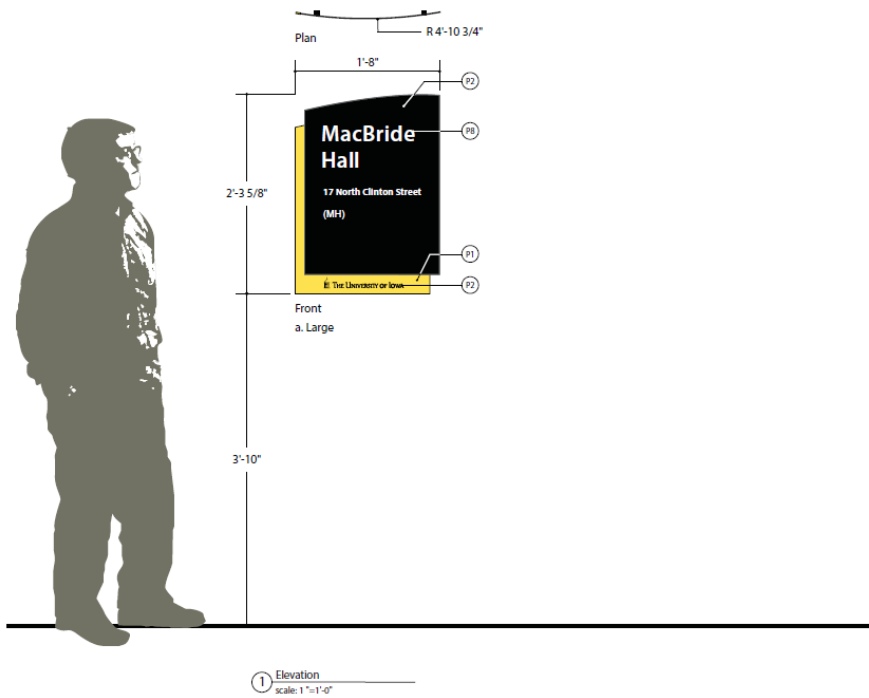 R 4'-10 3/4"
Plan
1'-8"
P2
MacBride
P8
Hall
2'-3 5/8"
17 North Clinton Street
(MH)
P1
THE UNIVERSITY OF IOWA
P2
Front
a. Large
3'-10"
1
Elevation
scale: 1 "=1'-0"